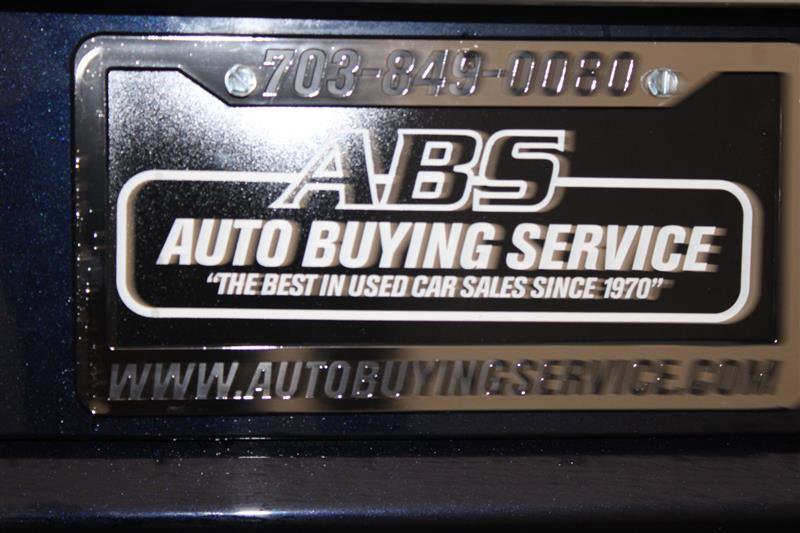 703-849-0080
ABS
AUTO BUYING SERVICE
"THE BEST IN USED CAR SALES SINCE 1970"
WWW.AUTOBUYINGSERVICE.COM